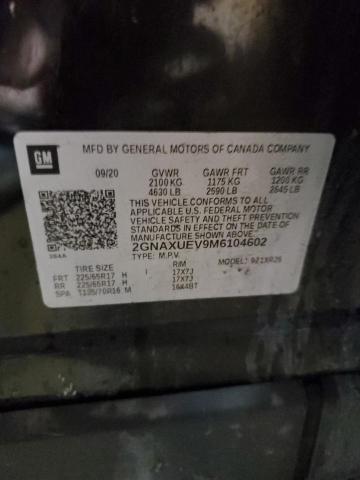 GM
MFD BY GENERAL MOTORS OF CANADA COMPANY
09/20 GVWR GAWR FRT GAWR RR
2100 KG 1175 KG 1200 KG
4630 LB 2590 LB 2645 LB
THIS VEHICLE CONFORMS TO ALL
APPLICABLE U.S. FEDERAL MOTOR
VEHICLE SAFETY AND THEFT PREVENTION
STANDARDS IN EFFECT ON THE DATE OF
MANUFACTURE SHOWN ABOVE.
2GNAXUEV9M6104602
TYPE: M.P.V. MODEL: 9Z1XR26
TIRE SIZE RIM
FRT 225/65R17 H 17X7J
RR 225/65R17 H 17X7J
SPA T135/70R16 M 16X4BT